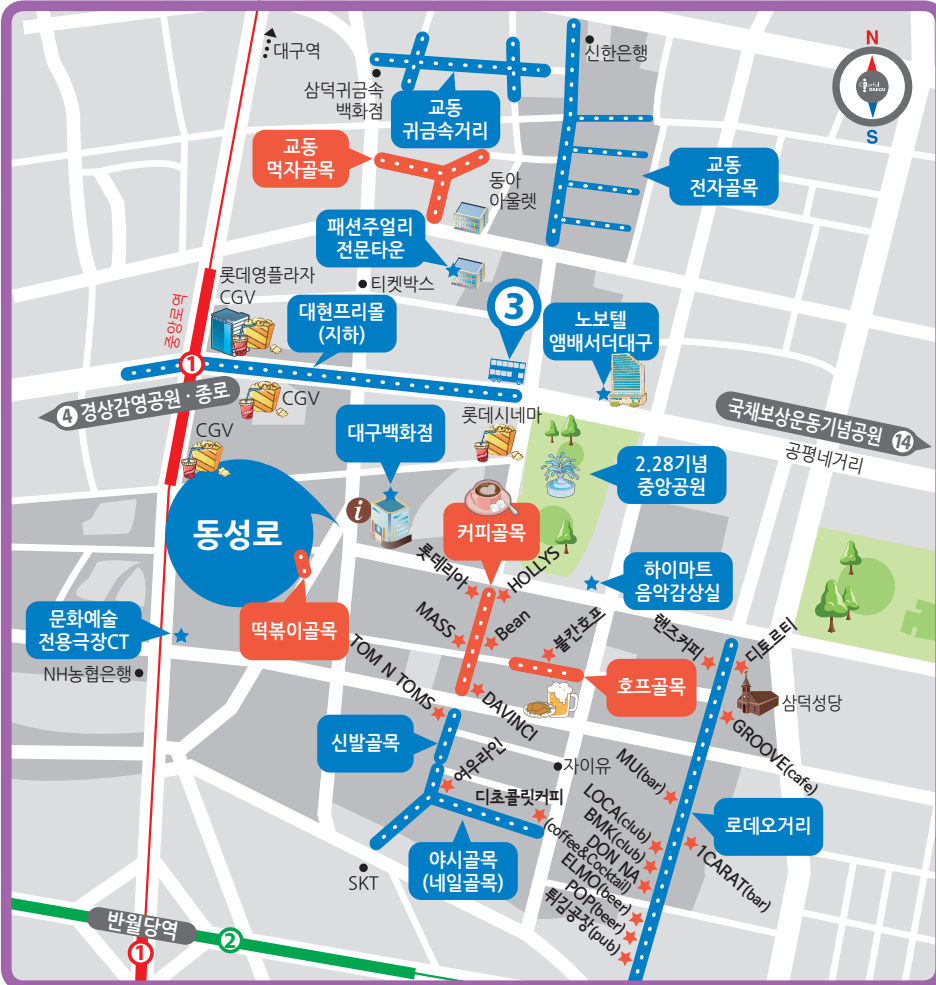 대구역
신한은행
N
Colorful
DAEGU
S
삼덕귀금속
백화점
교동
귀금속거리
교동
먹자골목
동아
아울렛
교동
전자골목
패션주얼리
전문타운
롯데영플라자
CGV
티켓박스
중앙로역
대현프리몰
(지하)
3
노보텔
앰배서더대구
1
4 경상감영공원 · 종로
CGV
CGV
롯데시네마
국채보상운동기념공원 14
공평네거리
대구백화점
2.28기념
중앙공원
동성로
i
커피골목
롯데리아
HOLLYS
하이마트
음악감상실
문화예술
전용극장CT
떡볶이골목
MASS
Bean
불칸호프
핸즈커피
디토르티
NH농협은행
TOM N TOMS
DAVINCI
호프골목
삼덕성당
신발골목
여우라인
자이유
MU(bar)
GROOVE(cafe)
디초콜릿커피
(coffee&Cocktail)
LOCA(club)
BMK(club)
DON NA
ELMO(beer)
POP(beer)
튀김공장(pub)
로데오거리
1CARAT(bar)
야시골목
(네일골목)
SKT
반월당역
2
1